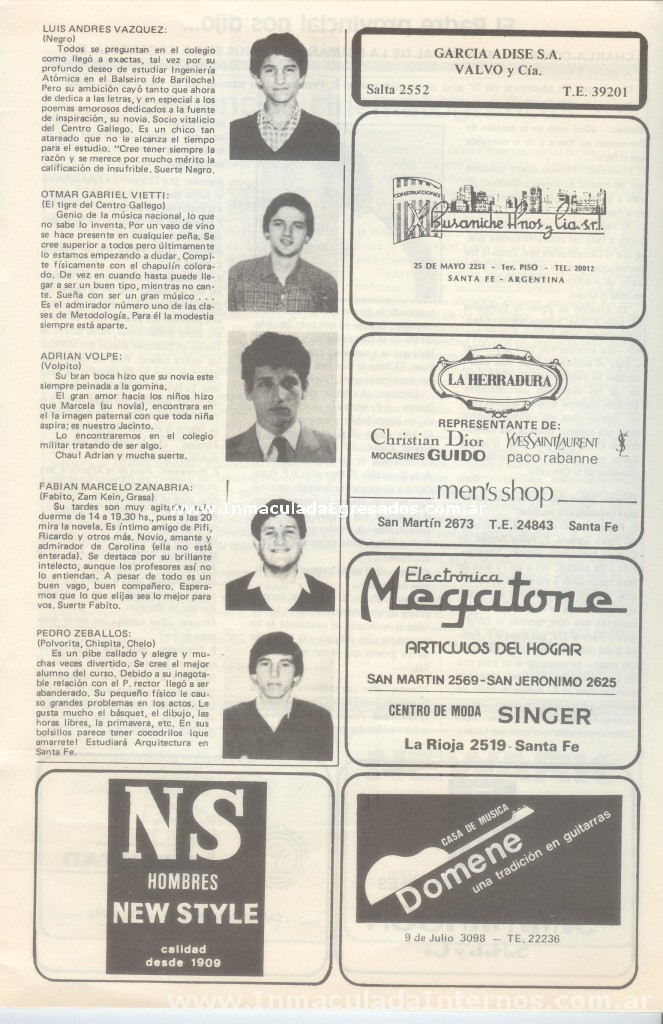 LUIS ANDRES VAZQUEZ:
(Negro)
Todos se preguntan en el colegio
como llegó a exactas, tal vez por su
profundo deseo de estudiar Ingeniería
Atómica en el Balseiro (de Bariloche)
Pero su ambición cayó tanto que ahora
de dedica a las letras, y en especial a los
poemas amorosos dedicados a la fuente
de inspiración, su novia. Socio vitalicio
del Centro Gallego. Es un chico tan
atareado que no le alcanza el tiempo
para el estudio. "Cree tener siempre la
razón y se merece por mucho mérito la
calificación de insufrible. Suerte Negro.
OTMAR GABRIEL VIETTI:
(El tigre del Centro Gallego)
Genio de la música nacional, lo que
no sabe lo inventa. Por un vaso de vino
se hace presente en cualquier peña. Se
cree superior a todos pero últimamente
lo estamos empezando a dudar. Compi-
te físicamente con el chapulín colora-
do. De vez en cuando hasta puede lle-
gar a ser un buen tipo, mientras no can-
te. Sueña con ser un gran músico . . .
Es el admirador número uno de las cla-
ses de Metodología. Para él la modestia
siempre está aparte.
ADRIAN VOLPE:
(Volpito)
Su bran boca hizo que su novia este
siempre peinada a la gomina.
El gran amor hacia los niños hizo
que Marcela (su novia), encontrara en
el la imagen paternal con que toda niña
aspira; es nuestro Jacinto.
Lo encontraremos en el colegio
militar tratando de ser algo.
Chau! Adrian y mucha suerte.
FABIAN MARCELO ZANABRIA:
(Fabito, Zam Kein, Grasa)
Su tardes son muy agitadas, pues
duerme de 14 a 19,30 hs., pues a las 20
mira la novela. Es íntimo amigo de Pifi,
Ricardo y otros más. Novio, amante y
admirador de Carolina (ella no está
enterada). Se destaca por su brillante
intelecto, aunque los profesores así no
lo entiendan. A pesar de todo es un
buen vago, buen compañero. Espera-
mos que lo que elijas sea lo mejor para
vos. Suerte Fabito.
PEDRO ZEBALLOS:
(Polvorita, Chispita, Chelo)
Es un pibe callado y alegre y mu-
chas veces divertido. Se cree el mejor
alumno del curso. Debido a su inagota-
ble relación con el P. rector llegó a ser
abanderado. Su pequeño físico le cau-
so grandes problemas en los actos. Le
gusta mucho el básquet, el dibujo, las
horas libres, la primavera, etc. En sus
bolsillos parece tener cocodrilos ¡que
amarrete! Estudiará Arquitectura en
Santa Fe.
GARCIA ADISE S.A.
VALVO y Cía.
Salta 2552 T.E. 39201
CONSTRUCCIONES
Busaniche Hnos y Cia. s.r.l.
25 DE MAYO 2251 - 1er. PISO - TEL. 20012
SANTA FE - ARGENTINA
LA HERRADURA
REPRESENTANTE DE:
Christian Dior YVES SAINT LAURENT YSL
MOCASINES GUIDO paco rabanne
men's shop
San Martín 2673 T.E. 24843 Santa Fe
www.InmaculadaEgresados.com.ar
Electrónica
Megatone
ARTICULOS DEL HOGAR
SAN MARTIN 2569-SAN JERONIMO 2625
CENTRO DE MODA SINGER
La Rioja 2519 - Santa Fe
NS
HOMBRES
NEW STYLE
calidad
desde 1909
CASA DE MUSICA
Domene
una tradición en guitarras
9 de Julio 3098 - TE. 22236
www.InmaculadaInternos.com.ar